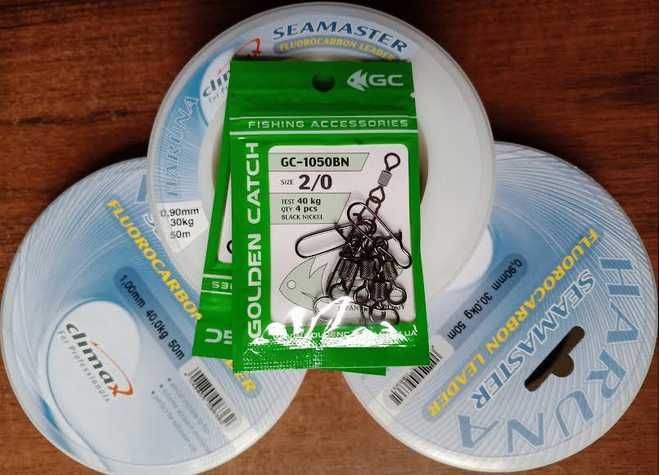 SEAMASTER
FLUOROCARBON LEADER
climax
HARUNA
0,90mm
30kg
50m
GC
FISHING ACCESSORIES
GOLDEN CATCH
GC-1050BN
SIZE 2/0
TEST 40 kg
QTY 4 pcs
BLACK NICKEL
FLUOROCARBON
1,00mm 40,0kg 50m
climax
for Professionals
HARUNA
SEAMASTER
FLUOROCARBON LEADER
0,90mm 30,0kg 50m